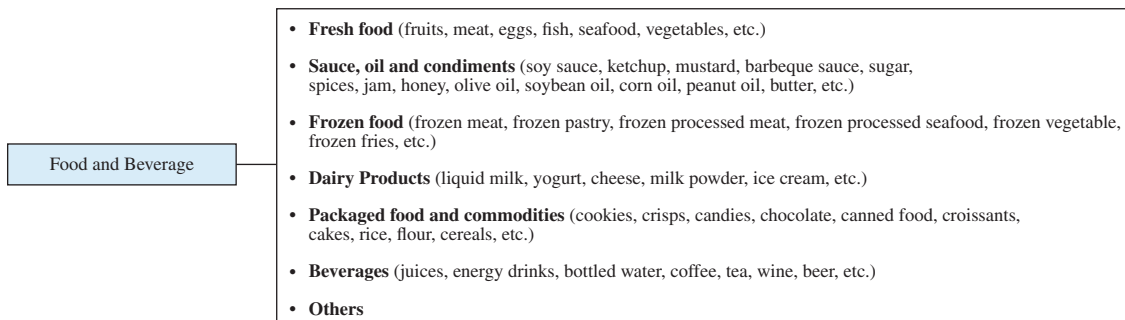 Food and Beverage
• Fresh food (fruits, meat, eggs, fish, seafood, vegetables, etc.)
• Sauce, oil and condiments (soy sauce, ketchup, mustard, barbeque sauce, sugar,
spices, jam, honey, olive oil, soybean oil, corn oil, peanut oil, butter, etc.)
• Frozen food (frozen meat, frozen pastry, frozen processed meat, frozen processed seafood, frozen vegetable,
frozen fries, etc.)
• Dairy Products (liquid milk, yogurt, cheese, milk powder, ice cream, etc.)
• Packaged food and commodities (cookies, crisps, candies, chocolate, canned food, croissants,
cakes, rice, flour, cereals, etc.)
• Beverages (juices, energy drinks, bottled water, coffee, tea, wine, beer, etc.)
• Others